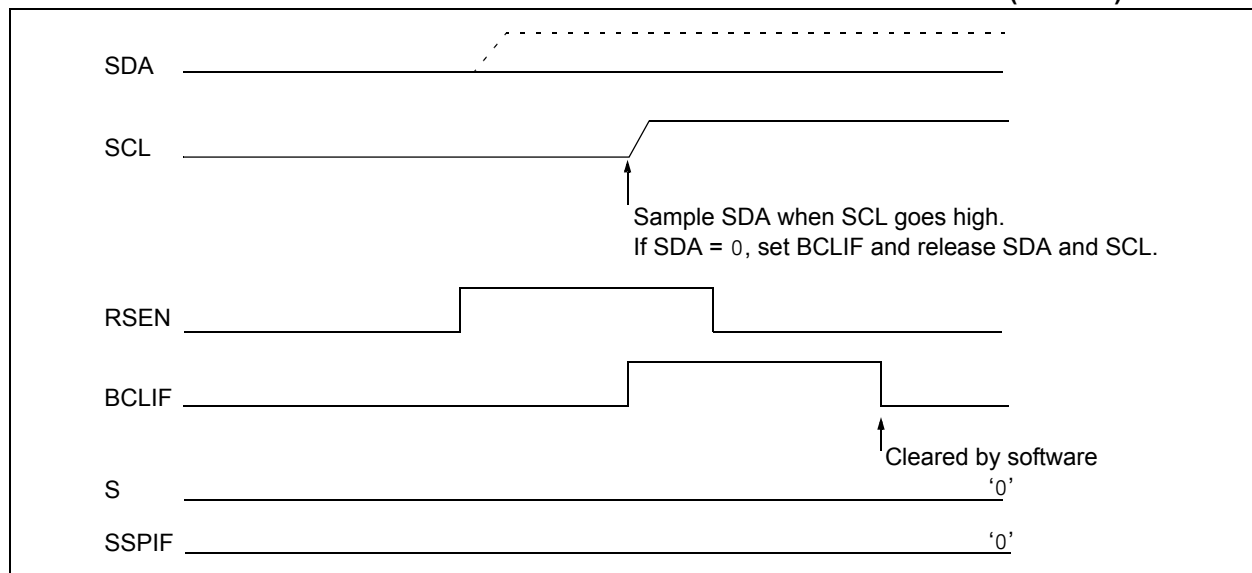 SDA
SCL
Sample SDA when SCL goes high.
If SDA = 0, set BCLIF and release SDA and SCL.
RSEN
BCLIF
Cleared by software
S
‘0’
SSPIF
‘0’